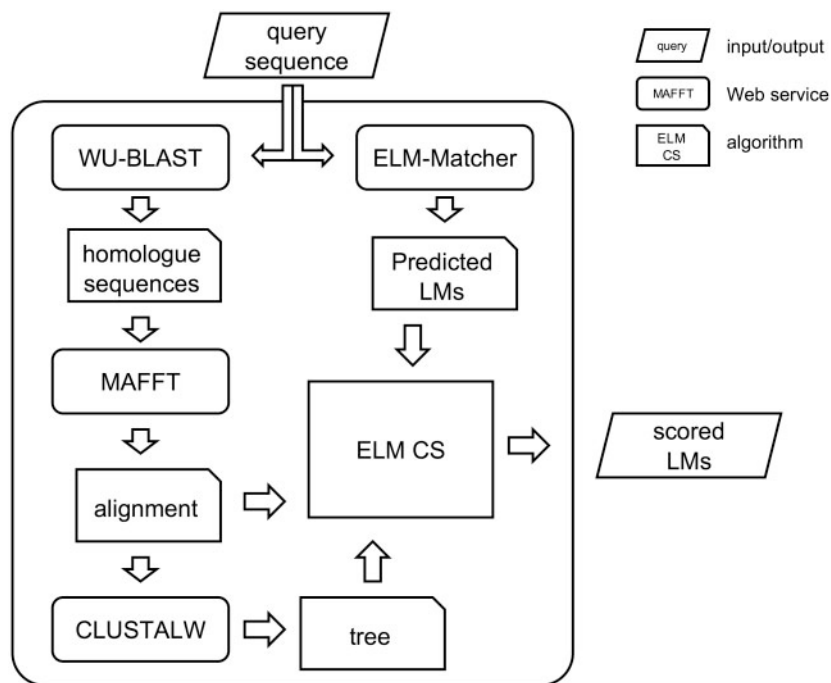 query
sequence
query
input/output
MAFFT
Web service
ELM
CS
algorithm
WU-BLAST
ELM-Matcher
homologue
sequences
Predicted
LMs
MAFFT
ELM CS
scored
LMs
alignment
CLUSTALW
tree